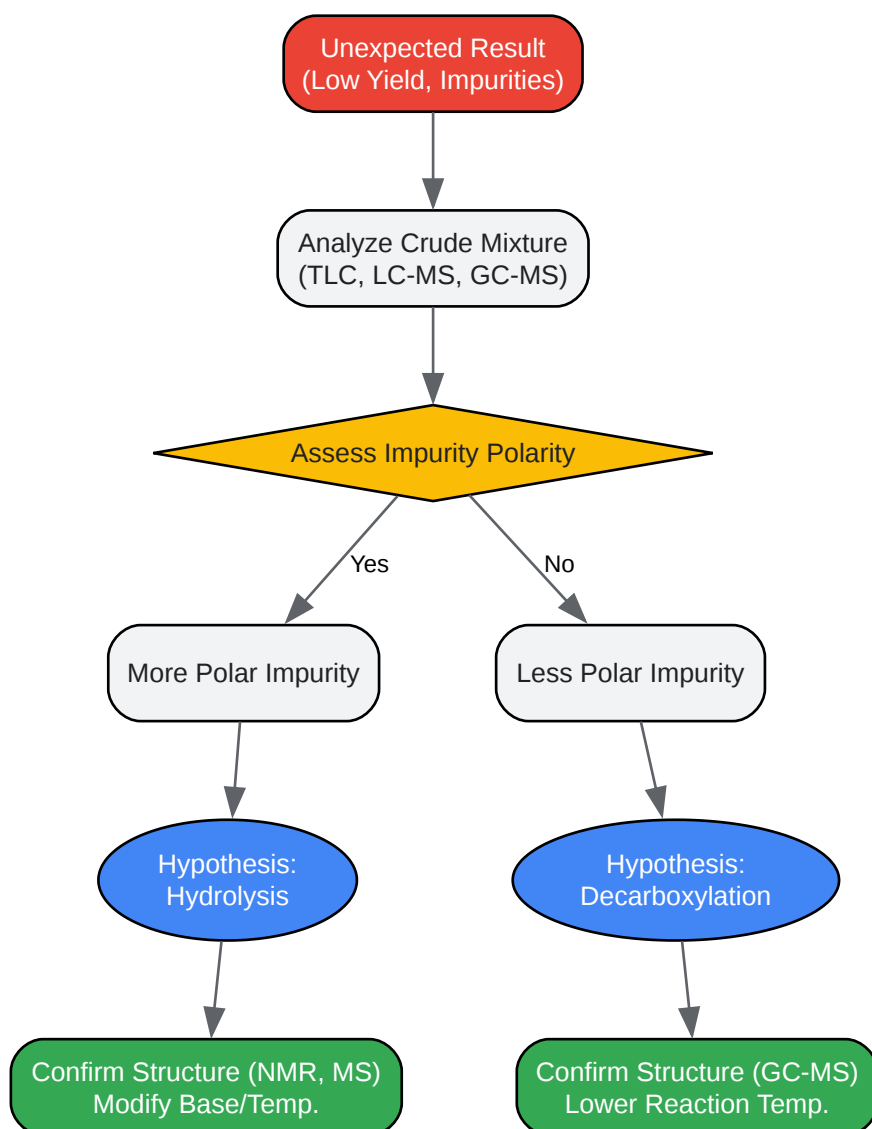 Unexpected Result
(Low Yield, Impurities)
Analyze Crude Mixture
(TLC, LC-MS, GC-MS)
Assess Impurity Polarity
Yes
No
More Polar Impurity
Less Polar Impurity
Hypothesis:
Hydrolysis
Hypothesis:
Decarboxylation
Confirm Structure (NMR, MS)
Modify Base/Temp.
Confirm Structure (GC-MS)
Lower Reaction Temp.